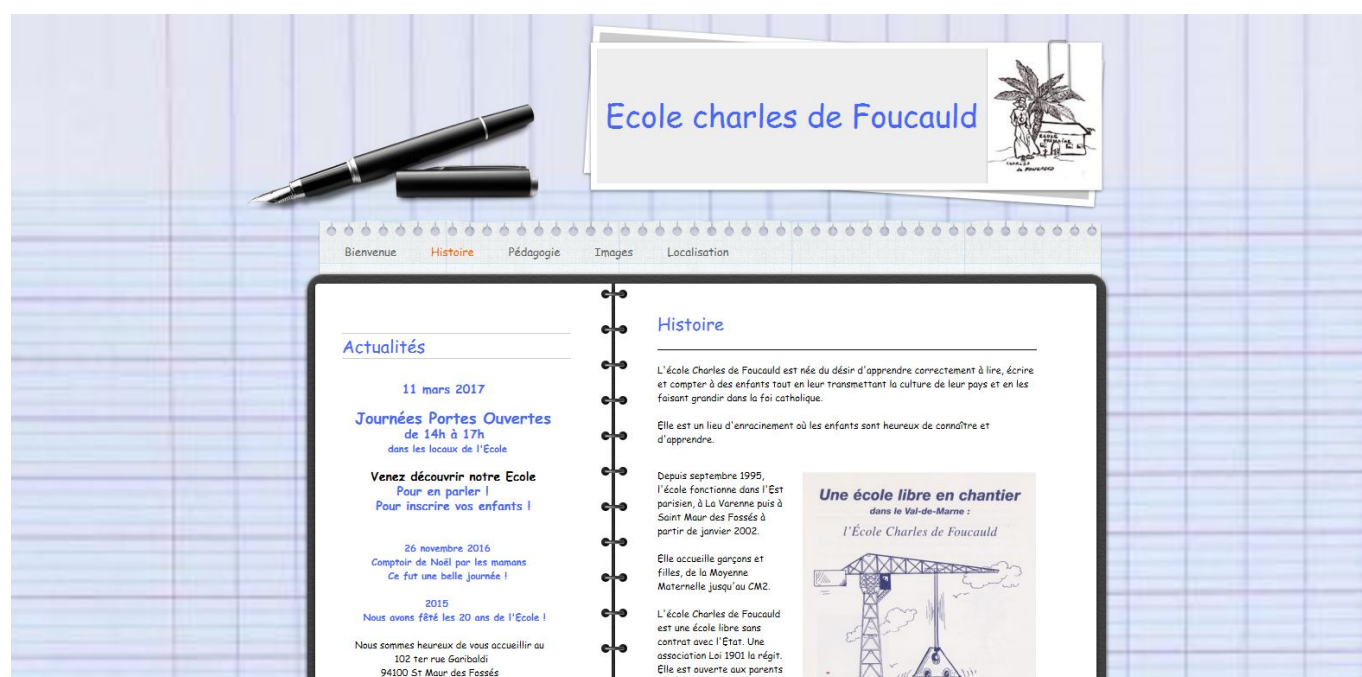 Ecole charles de Foucauld
ECOLE
PRIMAIRE
CHARLES
de FOUCAULD
Bienvenue Histoire Pédagogie Images Localisation
Actualités
11 mars 2017
Journées Portes Ouvertes
de 14h à 17h
dans les locaux de l'École
Venez découvrir notre Ecole
Pour en parler !
Pour inscrire vos enfants !
26 novembre 2016
Comptoir de Noël par les mamans
Ce fut une belle journée !
2015
Nous avons fêté les 20 ans de l'Ecole !
Nous sommes heureux de vous accueillir au
102 ter rue Garibaldi
94100 St Maur des Fossés
Histoire
L'école Charles de Foucauld est née du désir d'apprendre correctement à lire, écrire
et compter à des enfants tout en leur transmettant la culture de leur pays et en les
faisant grandir dans la foi catholique.
Elle est un lieu d'enracinement où les enfants sont heureux de connaître et
d'apprendre.
Depuis septembre 1995,
l'école fonctionne dans l'Est
parisien, à La Varenne puis à
Saint Maur des Fossés à
partir de janvier 2002.
Elle accueille garçons et
filles, de la Moyenne
Maternelle jusqu'au CM2.
L'école Charles de Foucauld
est une école libre sans
contrat avec l'État. Une
association Loi 1901 la régit.
Elle est ouverte aux parents
Une école libre en chantier
dans le Val-de-Marne :
l'École Charles de Foucauld